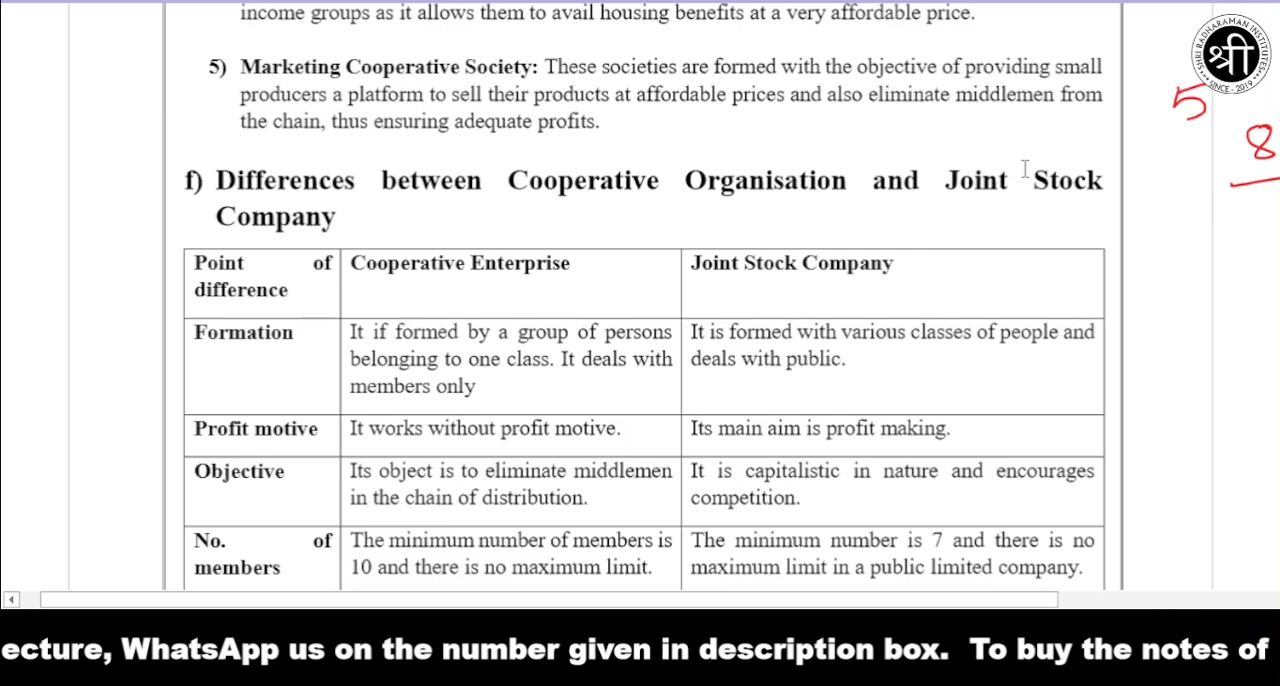 income groups as it allows them to avail housing benefits at a very affordable price.
5) Marketing Cooperative Society: These societies are formed with the objective of providing small
producers a platform to sell their products at affordable prices and also eliminate middlemen from
the chain, thus ensuring adequate profits.
SHRI RADHARAMAN INSTITUTES
श्री
SINCE - 2019
5
8
f) Differences between Cooperative Organisation and Joint Stock
Company
Point of
difference
Cooperative Enterprise
Joint Stock Company
Formation
It if formed by a group of persons
belonging to one class. It deals with
members only
It is formed with various classes of people and
deals with public.
Profit motive
It works without profit motive.
Its main aim is profit making.
Objective
Its object is to eliminate middlemen
in the chain of distribution.
It is capitalistic in nature and encourages
competition.
No. of
members
The minimum number of members is
10 and there is no maximum limit.
The minimum number is 7 and there is no
maximum limit in a public limited company.
ecture, WhatsApp us on the number given in description box. To buy the notes of